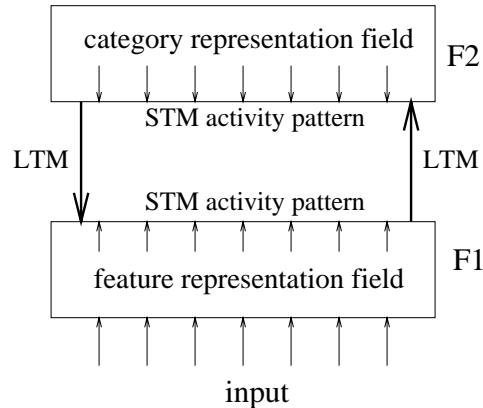 category representation field
F2
STM activity pattern
LTM
LTM
STM activity pattern
F1
feature representation field
input